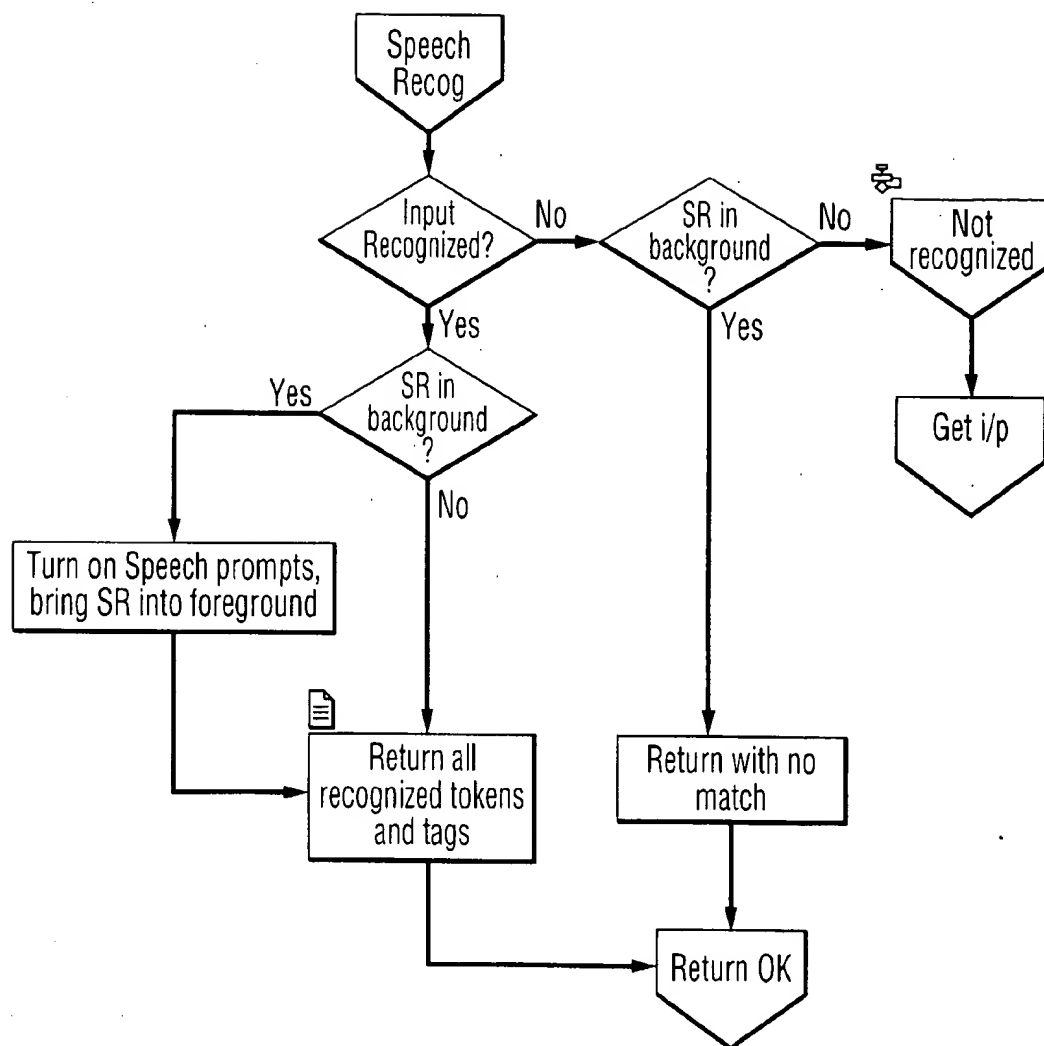 Speech
Recog
Input
Recognized?
No
SR in
background
?
No
Not
recognized
Yes
Yes
Yes
SR in
background
?
Get i/p
No
Turn on Speech prompts,
bring SR into foreground
Return all
recognized tokens
and tags
Return with no
match
Return OK